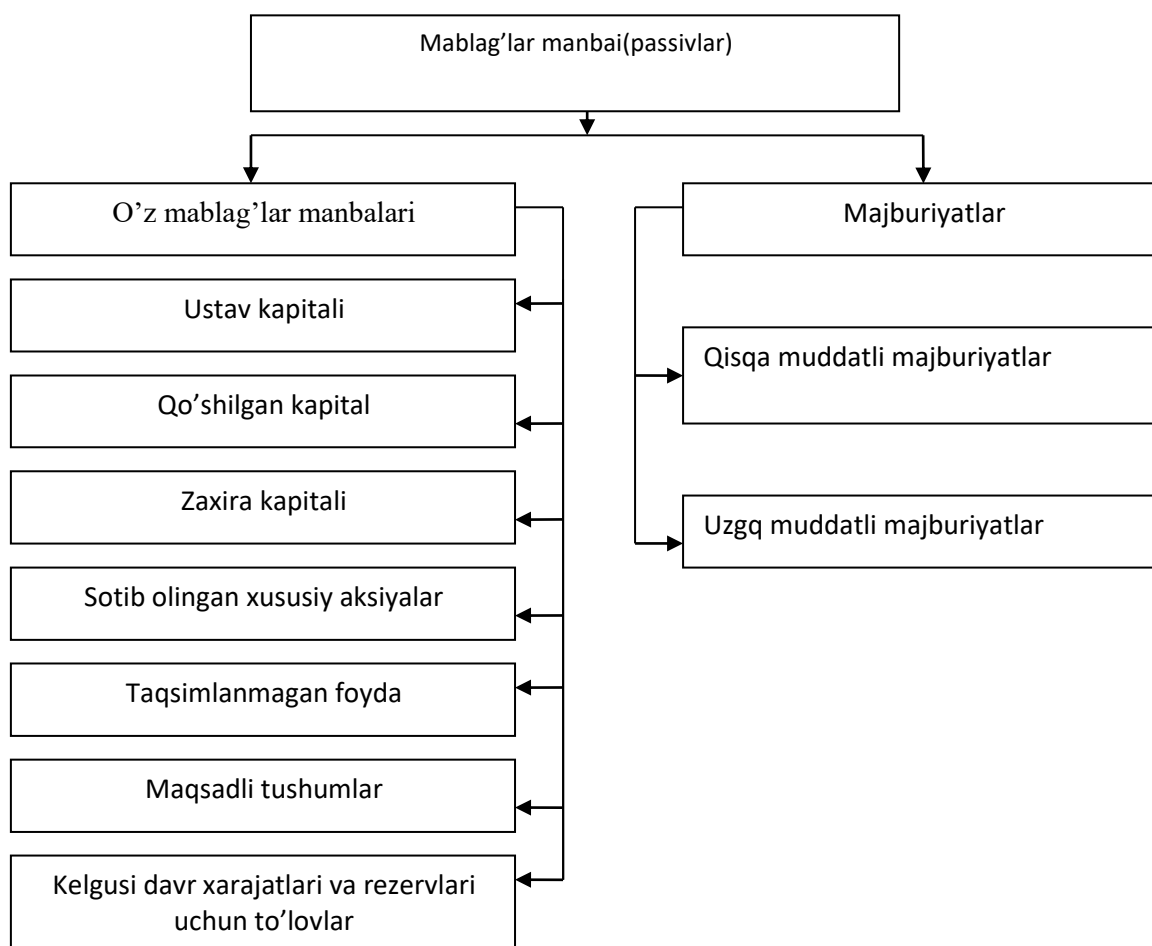 Mablag’lar manbai(passivlar)
O’z mablag’lar manbalari
Ustav kapitali
Qo’shilgan kapital
Zaxira kapitali
Sotib olingan xususiy aksiyalar
Taqsimlanmagan foyda
Maqsadli tushumlar
Kelgusi davr xarajatlari va rezervlari
uchun to’lovlar
Majburiyatlar
Qisqa muddatli majburiyatlar
Uzgq muddatli majburiyatlar